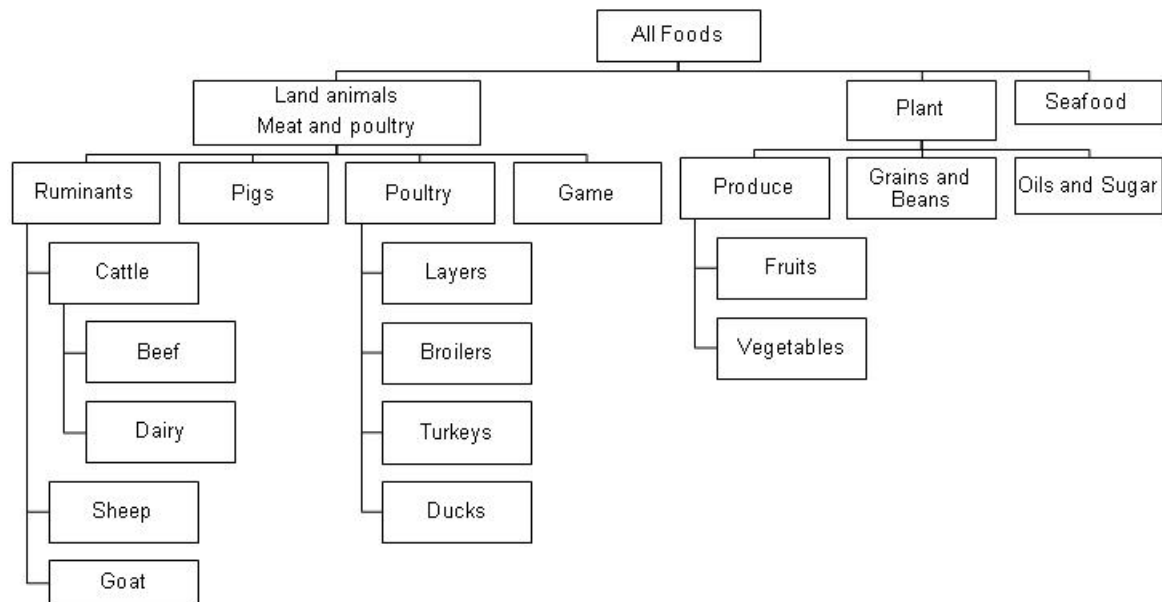 All Foods
Land animals
Meat and poultry
Plant
Seafood
Ruminants
Pigs
Poultry
Game
Produce
Grains and
Beans
Oils and Sugar
Cattle
Layers
Fruits
Beef
Broilers
Vegetables
Dairy
Turkeys
Sheep
Ducks
Goat